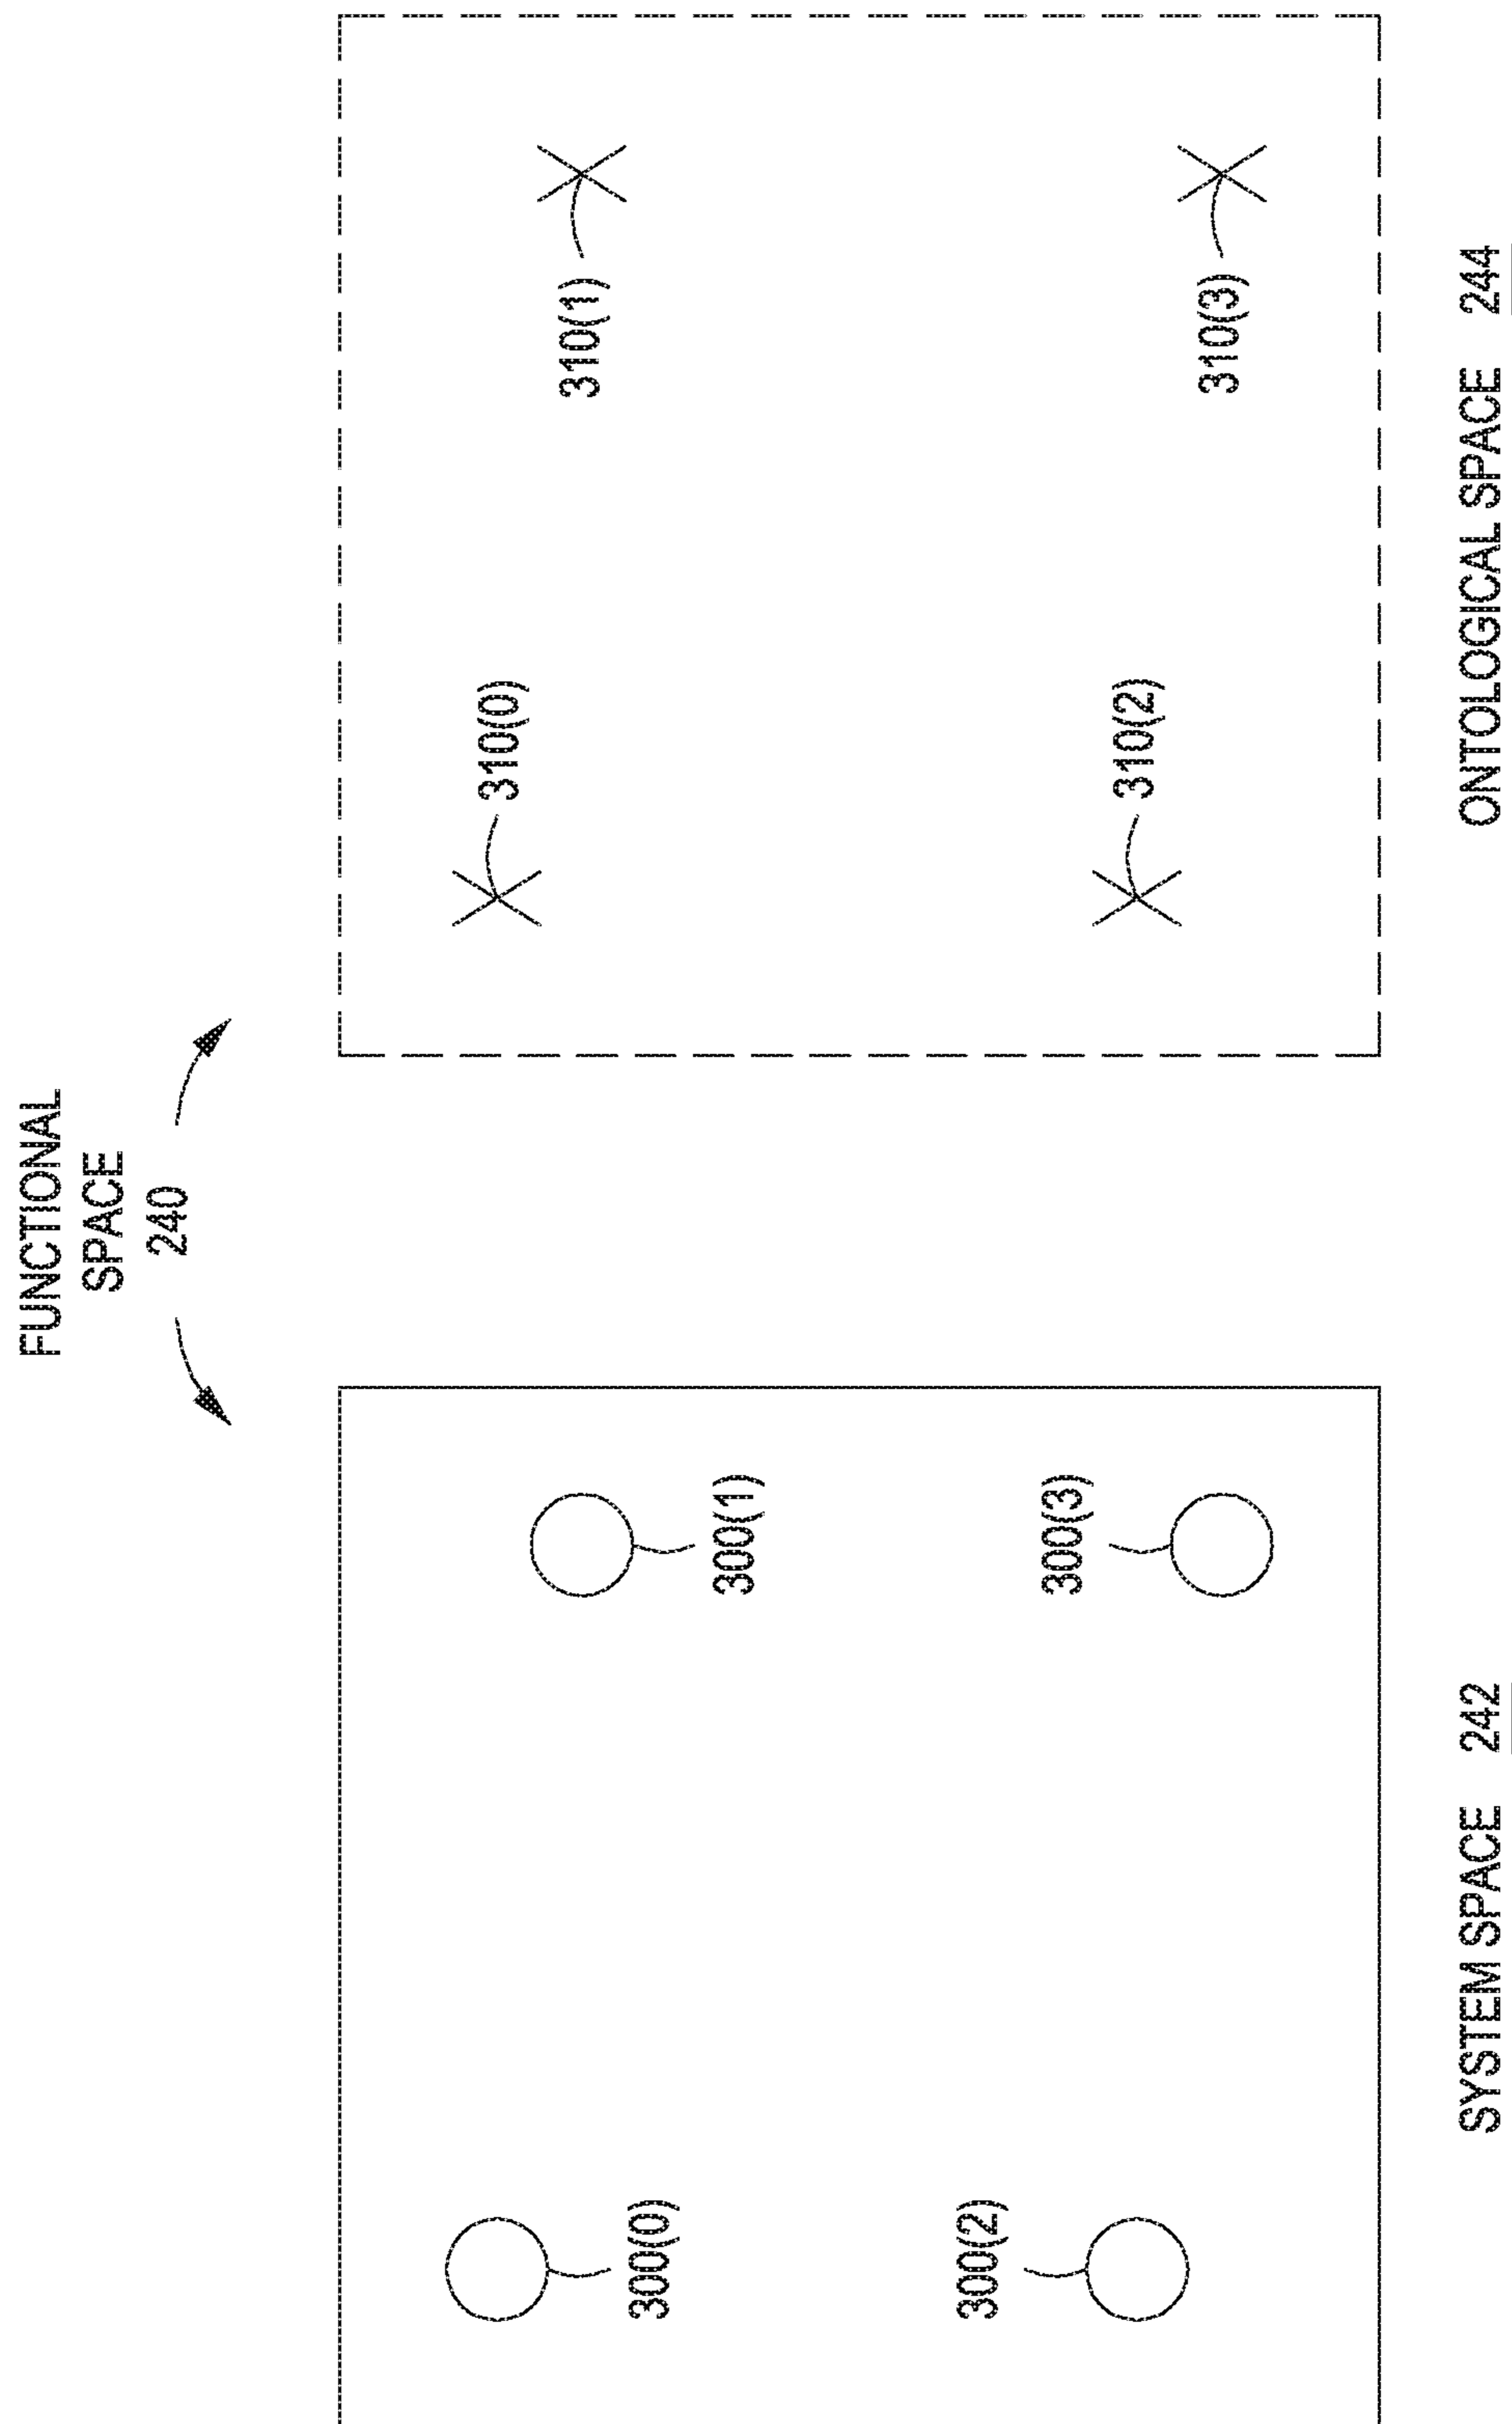 FUNCTIONAL
SPACE
240
300(0)
300(1)
300(2)
300(3)
310(0)
310(1)
310(2)
310(3)
SYSTEM SPACE 242
ONTOLOGICAL SPACE 244